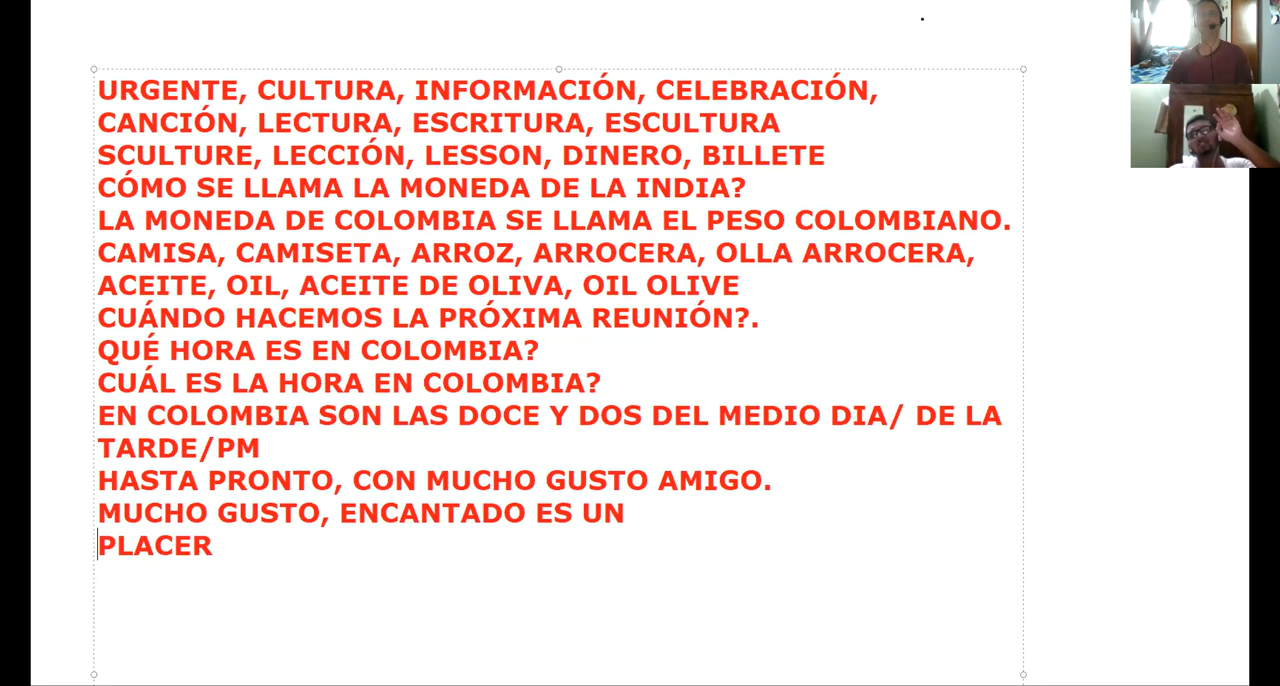 URGENTE, CULTURA, INFORMACIÓN, CELEBRACIÓN,
CANCIÓN, LECTURA, ESCRITURA, ESCULTURA
SCULTURE, LECCIÓN, LESSON, DINERO, BILLETE
CÓMO SE LLAMA LA MONEDA DE LA INDIA?
LA MONEDA DE COLOMBIA SE LLAMA EL PESO COLOMBIANO.
CAMISA, CAMISETA, ARROZ, ARROCERA, OLLA ARROCERA,
ACEITE, OIL, ACEITE DE OLIVA, OIL OLIVE
CUÁNDO HACEMOS LA PRÓXIMA REUNIÓN?.
QUÉ HORA ES EN COLOMBIA?
CUÁL ES LA HORA EN COLOMBIA?
EN COLOMBIA SON LAS DOCE Y DOS DEL MEDIO DIA/ DE LA
TARDE/PM
HASTA PRONTO, CON MUCHO GUSTO AMIGO.
MUCHO GUSTO, ENCANTADO ES UN
PLACER